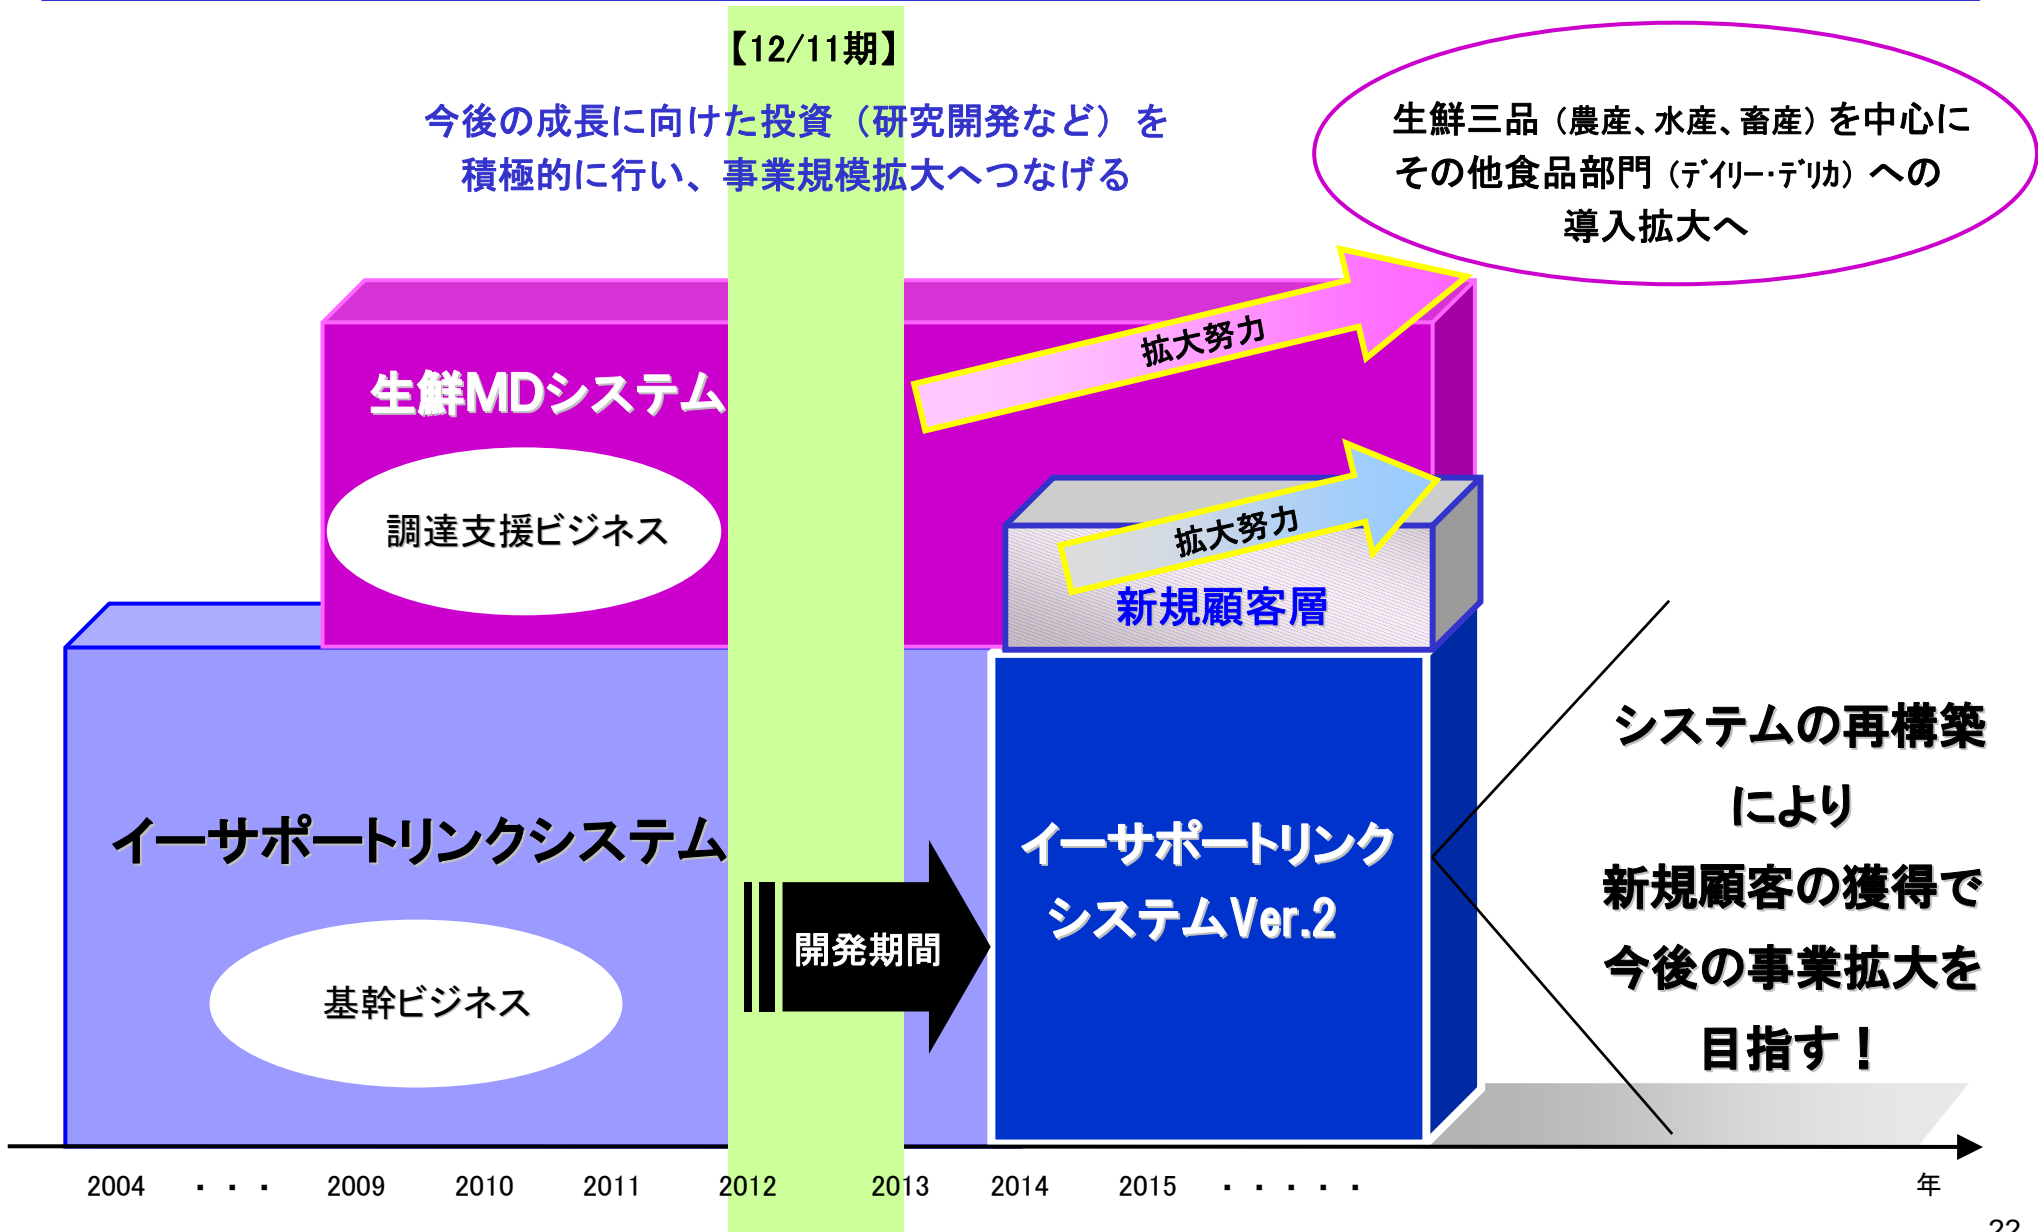 【12/11期】
今後の成長に向けた投資（研究開発など）を
積極的に行い、事業規模拡大へつなげる
生鮮三品（農産、水産、畜産）を中心に
その他食品部門（ﾃﾞｲﾘｰ･ﾃﾞﾘｶ）への
導入拡大へ
拡大努力
生鮮MDシステム
調達支援ビジネス
拡大努力
新規顧客層
イーサポートリンクシステム
基幹ビジネス
開発期間
イーサポートリンク
システムVer.2
システムの再構築
により
新規顧客の獲得で
今後の事業拡大を
目指す！
2004 ・・・ 2009 2010 2011 2012 2013 2014 2015 ・・・・・ 年
22